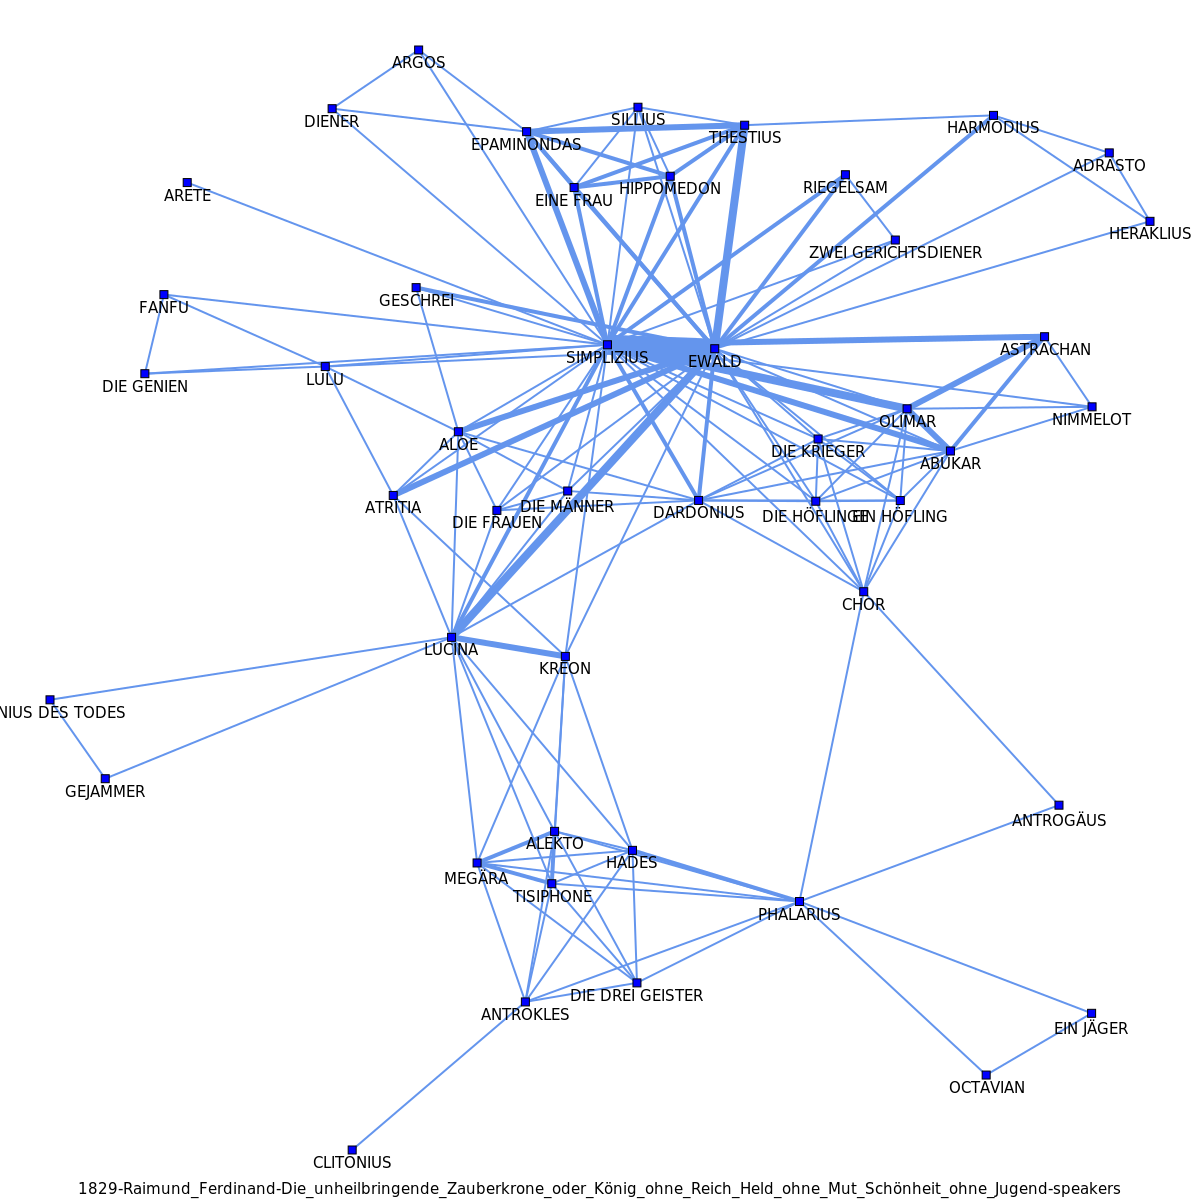 ARGOS
DIENER
SILLIUS
THESTIUS
EPAMINONDAS
HARMODIUS
ADRASTO
ARETE
EINE FRAU
HIPPOMEDON
RIEGELSAM
HERAKLIUS
ZWEI GERICHTSDIENER
FANFU
GESCHREI
SIMPLIZIUS
EWALD
ASTRACHAN
DIE GENIEN
LULU
OLIMAR
NIMMELOT
ALOE
DIE KRIEGER
ABUKAR
ATRITIA
DIE FRAUEN
DIE MÄNNER
DARDONIUS
DIE HÖFLINGE
EIN HÖFLING
CHOR
LUCINA
KREON
NIUS DES TODES
GEJAMMER
ANTROGÄUS
ALEKTO
HADES
MEGÄRA
TISIPHONE
PHALARIUS
DIE DREI GEISTER
ANTROKLES
EIN JÄGER
OCTAVIAN
CLITONIUS
1829-Raimund_Ferdinand-Die_unheilbringende_Zauberkrone_oder_König_ohne_Reich_Held_ohne_Mut_Schönheit_ohne_Jugend-speakers